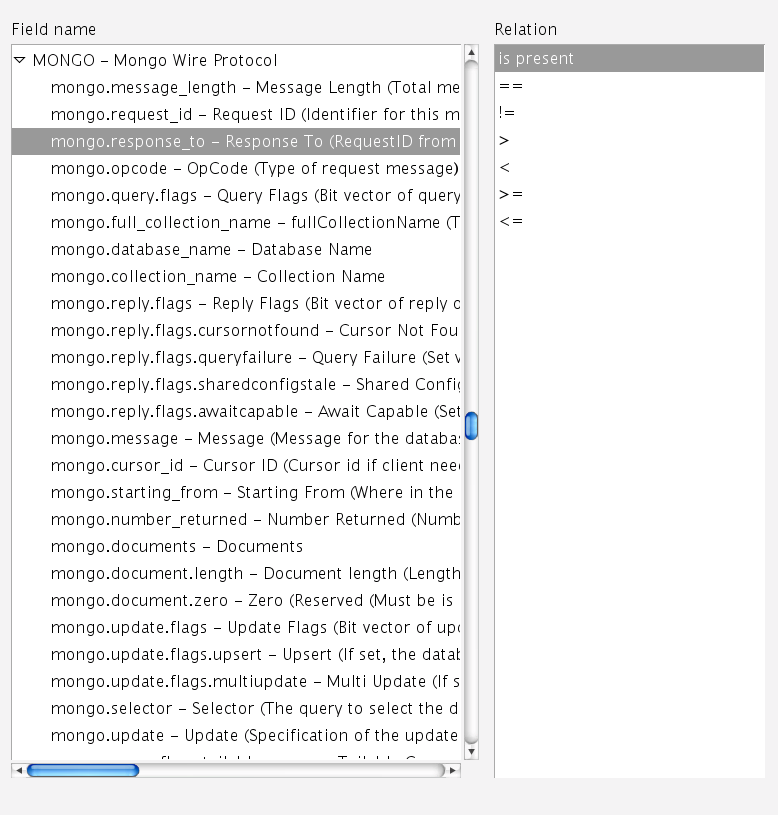 Field name
MONGO – Mongo Wire Protocol
mongo.message_length – Message Length (Total me
mongo.request_id – Request ID (Identifier for this m
mongo.response_to – Response To (RequestID from
mongo.opcode – OpCode (Type of request message)
mongo.query.flags – Query Flags (Bit vector of query
mongo.full_collection_name – fullCollectionName (T
mongo.database_name – Database Name
mongo.collection_name – Collection Name
mongo.reply.flags – Reply Flags (Bit vector of reply o
mongo.reply.flags.cursornotfound – Cursor Not Fou
mongo.reply.flags.queryfailure – Query Failure (Set v
mongo.reply.flags.sharedconfigstale – Shared Config
mongo.reply.flags.awaitcapable – Await Capable (Set
mongo.message – Message (Message for the databas
mongo.cursor_id – Cursor ID (Cursor id if client nee
mongo.starting_from – Starting From (Where in the
mongo.number_returned – Number Returned (Numb
mongo.documents – Documents
mongo.document.length – Document length (Length
mongo.document.zero – Zero (Reserved (Must be is
mongo.update.flags – Update Flags (Bit vector of upd
mongo.update.flags.upsert – Upsert (If set, the datab
mongo.update.flags.multiupdate – Multi Update (If s
mongo.selector – Selector (The query to select the d
mongo.update – Update (Specification of the update
Relation
is present
==
!=
>
<
>=
<=